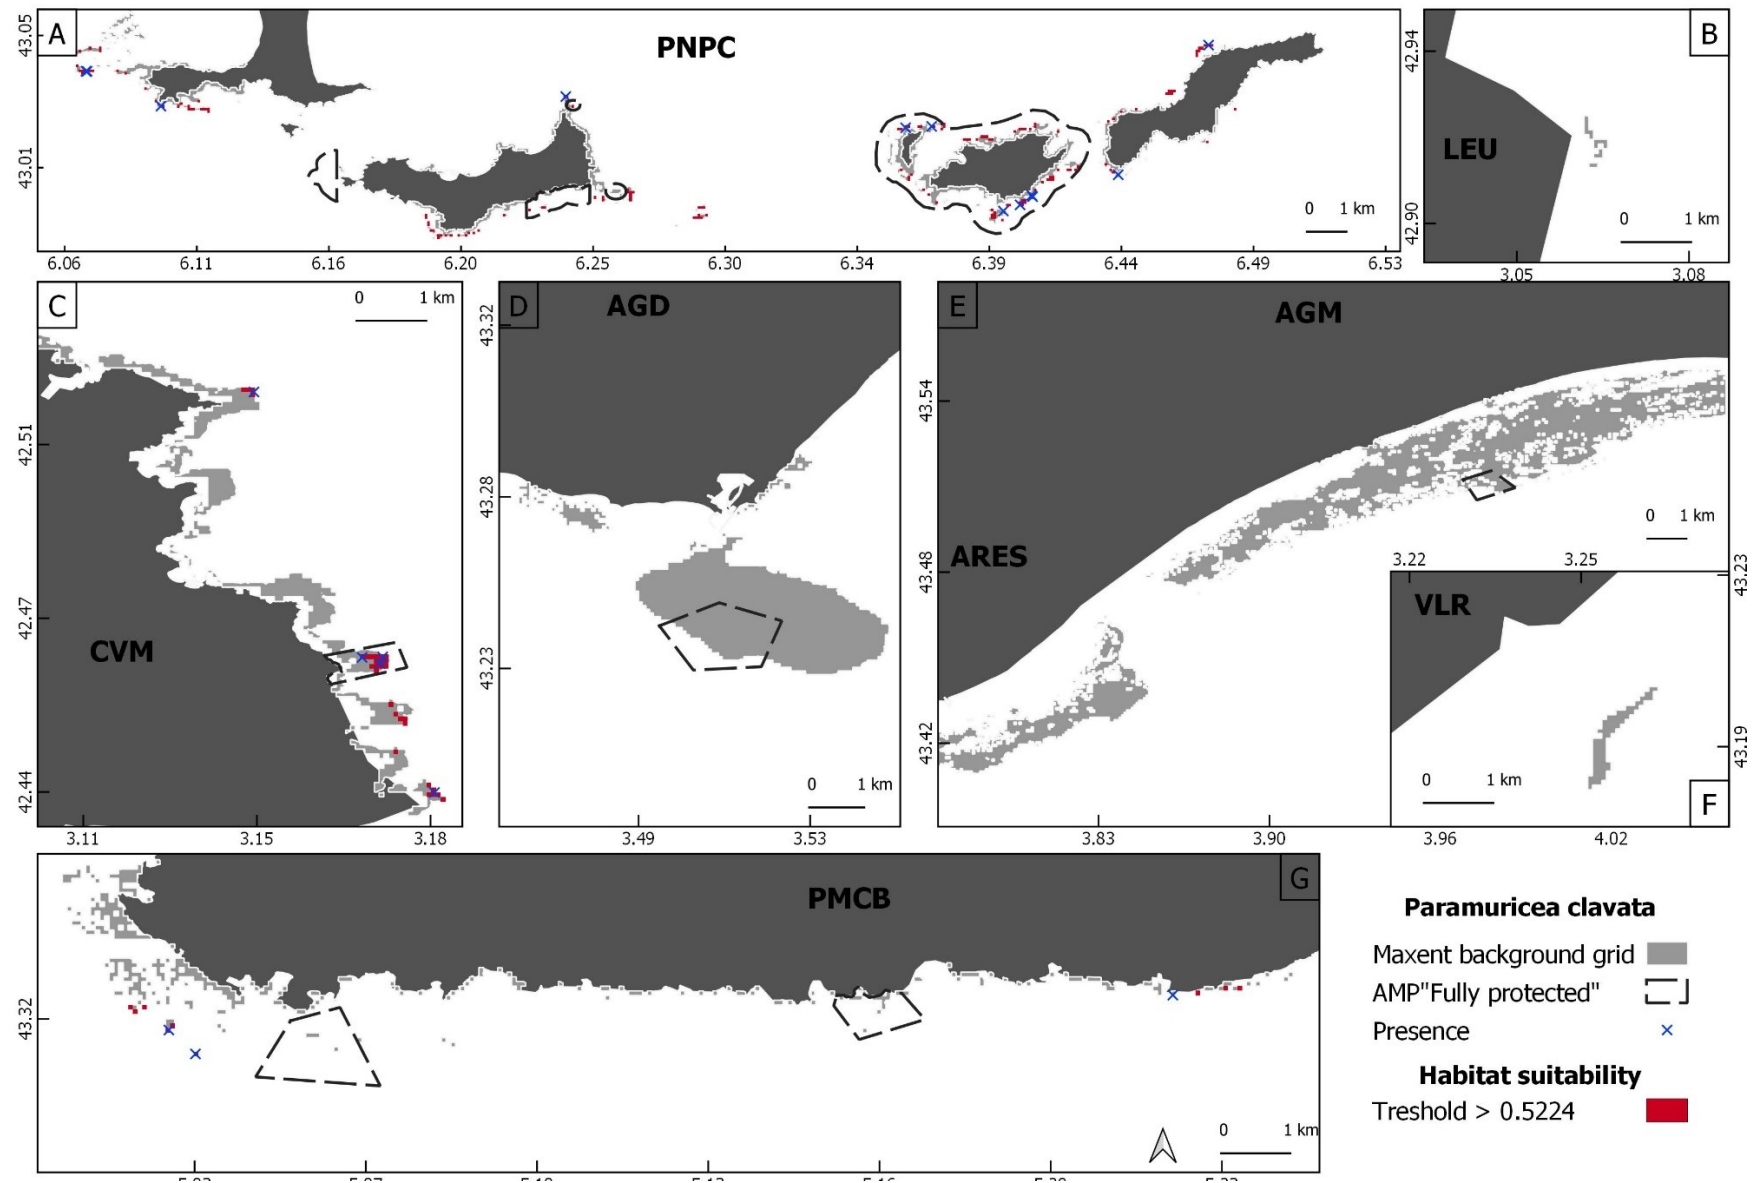 A
PNPC
43.05
43.01
0 1 km
6.06 6.11 6.16 6.20 6.25 6.30 6.34 6.39 6.44 6.49 6.53
B
LEU
42.94
42.90
0 1 km
3.05 3.08
C
0 1 km
CVM
42.51
42.47
42.44
3.11 3.15 3.18
D
AGD
43.32
43.28
43.23
0 1 km
3.49 3.53
E
AGM
ARES
43.54
43.48
43.42
0 1 km
3.83 3.90 3.96 4.02
3.22 3.25
43.23
43.19
VLR
0 1 km
F
G
PMCB
43.32
0 1 km
Paramuricea clavata
Maxent background grid
AMP"Fully protected"
Presence
Habitat suitability
Treshold > 0.5224